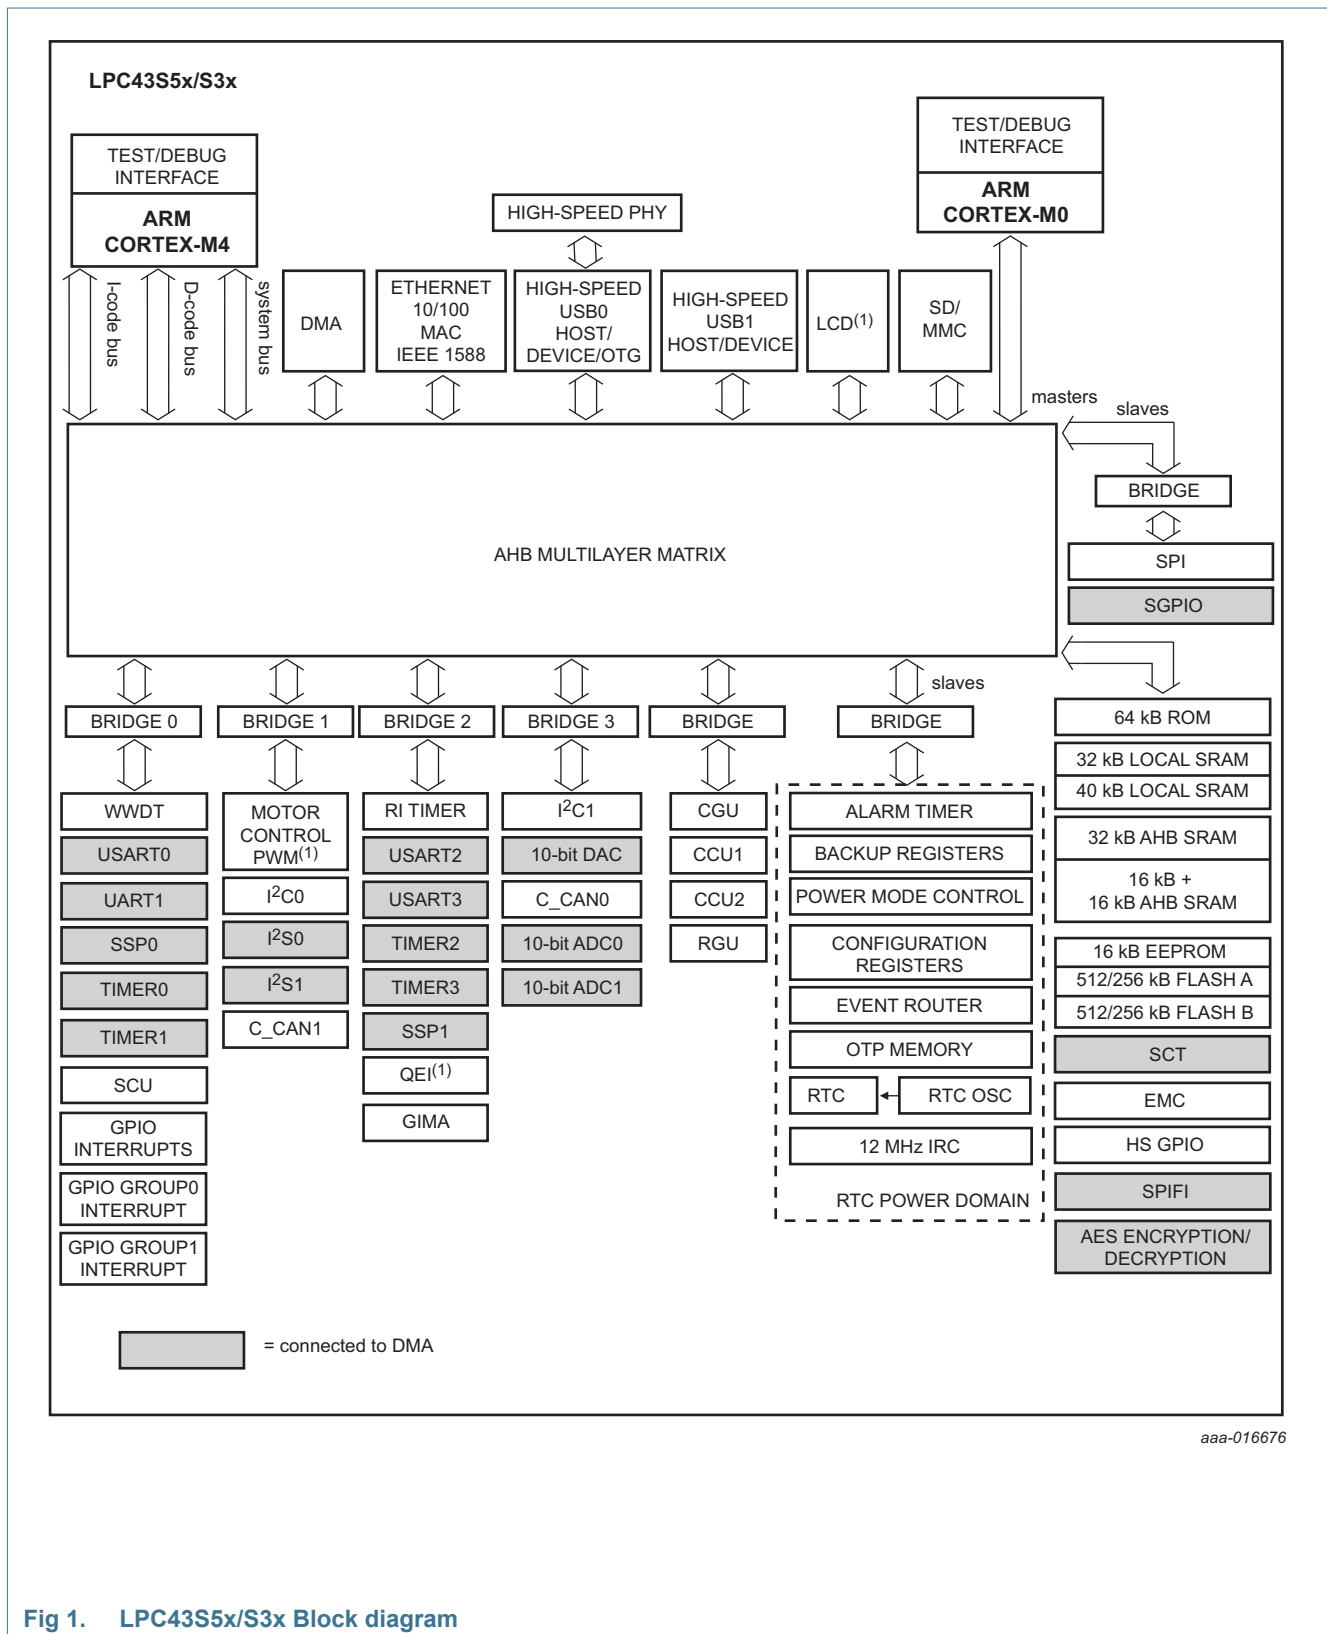 LPC43S5x/S3x
TEST/DEBUG
INTERFACE
ARM
CORTEX-M4
TEST/DEBUG
INTERFACE
ARM
CORTEX-M0
HIGH-SPEED PHY
I-code bus
D-code bus
system bus
DMA
ETHERNET
10/100
MAC
IEEE 1588
HIGH-SPEED
USB0
HOST/
DEVICE/OTG
HIGH-SPEED
USB1
HOST/DEVICE
LCD(1)
SD/
MMC
masters
slaves
BRIDGE
SPI
SGPIO
AHB MULTILAYER MATRIX
slaves
BRIDGE 0
BRIDGE 1
BRIDGE 2
BRIDGE 3
BRIDGE
BRIDGE
WWDT
USART0
UART1
SSP0
TIMER0
TIMER1
SCU
GPIO
INTERRUPTS
GPIO GROUP0
INTERRUPT
GPIO GROUP1
INTERRUPT
MOTOR
CONTROL
PWM(1)
I2C0
I2S0
I2S1
C_CAN1
RI TIMER
USART2
USART3
TIMER2
TIMER3
SSP1
QEI(1)
GIMA
I2C1
10-bit DAC
C_CAN0
10-bit ADC0
10-bit ADC1
CGU
CCU1
CCU2
RGU
ALARM TIMER
BACKUP REGISTERS
POWER MODE CONTROL
CONFIGURATION
REGISTERS
EVENT ROUTER
OTP MEMORY
RTC
RTC OSC
12 MHz IRC
RTC POWER DOMAIN
64 kB ROM
32 kB LOCAL SRAM
40 kB LOCAL SRAM
32 kB AHB SRAM
16 kB +
16 kB AHB SRAM
16 kB EEPROM
512/256 kB FLASH A
512/256 kB FLASH B
SCT
EMC
HS GPIO
SPIFI
AES ENCRYPTION/
DECRYPTION
= connected to DMA
aaa-016676
Fig 1. LPC43S5x/S3x Block diagram